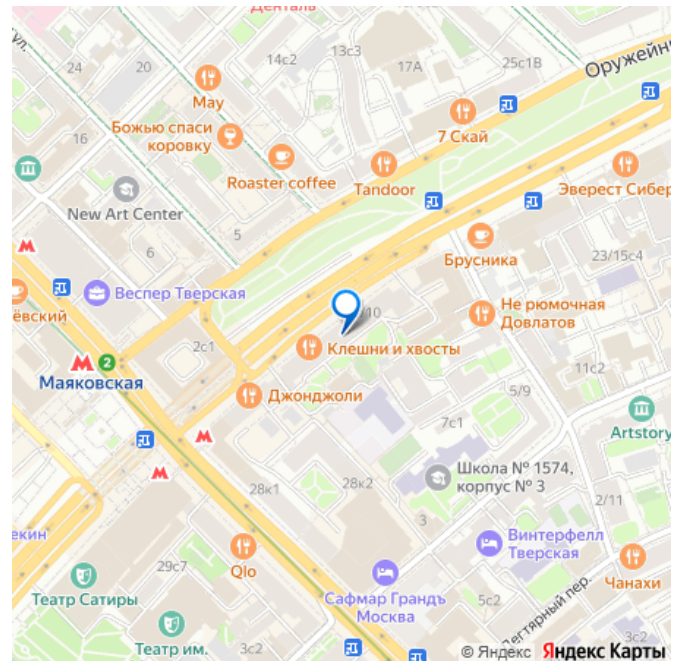 Денталь
ул.
24
20
14с2
13с3
17А
25с1В
Оружейн
May
Божью спаси
коровку
7 Скай
16
Roaster coffee
Tandoor
Эверест Сибер
New Art Center
5
6
Брусника
23/15с4
Веспер Тверская
Не рюмочная
Довлатов
ёвский
10
2с1
Клешни и хвосты
11с2
М 2
Маяковская
Джонджоли
5/9
7с1
Artstory
Школа № 1574,
корпус № 3
28к1
28к2
3
2/11
екин
Винтерфелл
Тверская
Qlo
29с7
Театр Сатиры
Сафмар Грандъ
Москва
5с2
Дегтярный пер.
Чанахи
Театр им.
3с2
3с2
© Яндекс Яндекс Карты